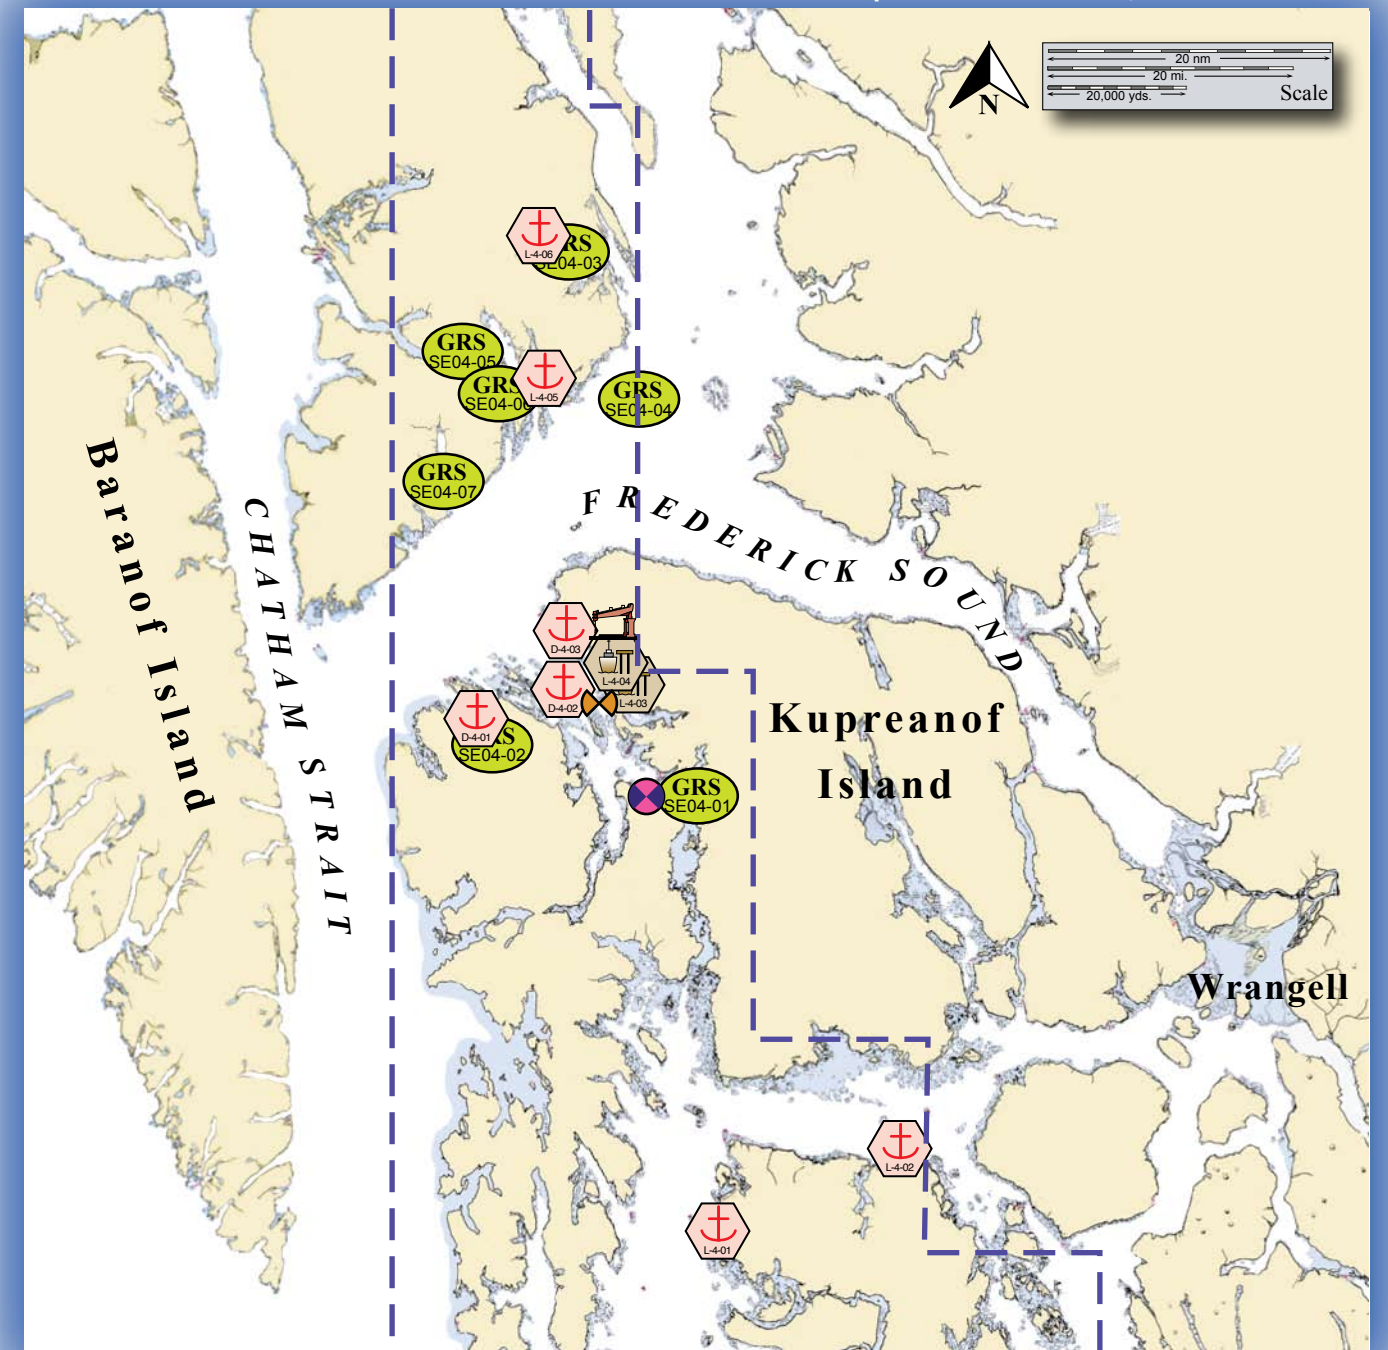 20 nm
20 mi.
20,000 yds.
Scale
N
L-4-06
RS
SE04-03
GRS
SE04-05
GRS
SE04-06
L-4-05
GRS
SE04-04
GRS
SE04-07
Baranof Island
CHATHAM STRAIT
FREDERICK SOUND
D-4-03
L-4-04
D-4-02
L-4-03
D-4-01
RS
SE04-02
GRS
SE04-01
Kupreanof
Island
Wrangell
L-4-02
L-4-01